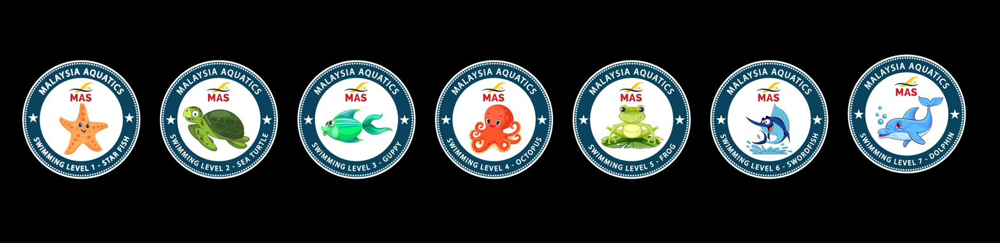 MALAYSIA AQUATICS
MAS
SWIMMING LEVEL 1 - STAR FISH
MALAYSIA AQUATICS
MAS
SWIMMING LEVEL 2 - SEA TURTLE
MALAYSIA AQUATICS
MAS
SWIMMING LEVEL 3 - GUPPY
MALAYSIA AQUATICS
MAS
SWIMMING LEVEL 4 - OCTOPUS
MALAYSIA AQUATICS
MAS
SWIMMING LEVEL 5 - FROG
MALAYSIA AQUATICS
MAS
SWIMMING LEVEL 6 - SWORDFISH
MALAYSIA AQUATICS
MAS
SWIMMING LEVEL 7 - DOLPHIN